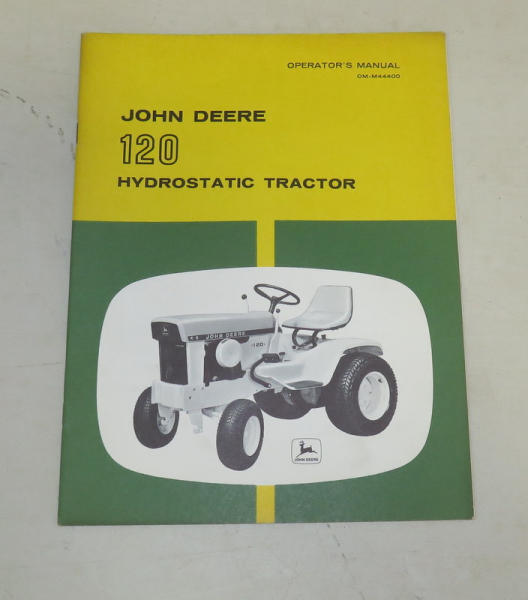 OPERATOR'S MANUAL
OM-M44400
JOHN DEERE
120
HYDROSTATIC TRACTOR
JOHN DEERE
120
JOHN DEERE